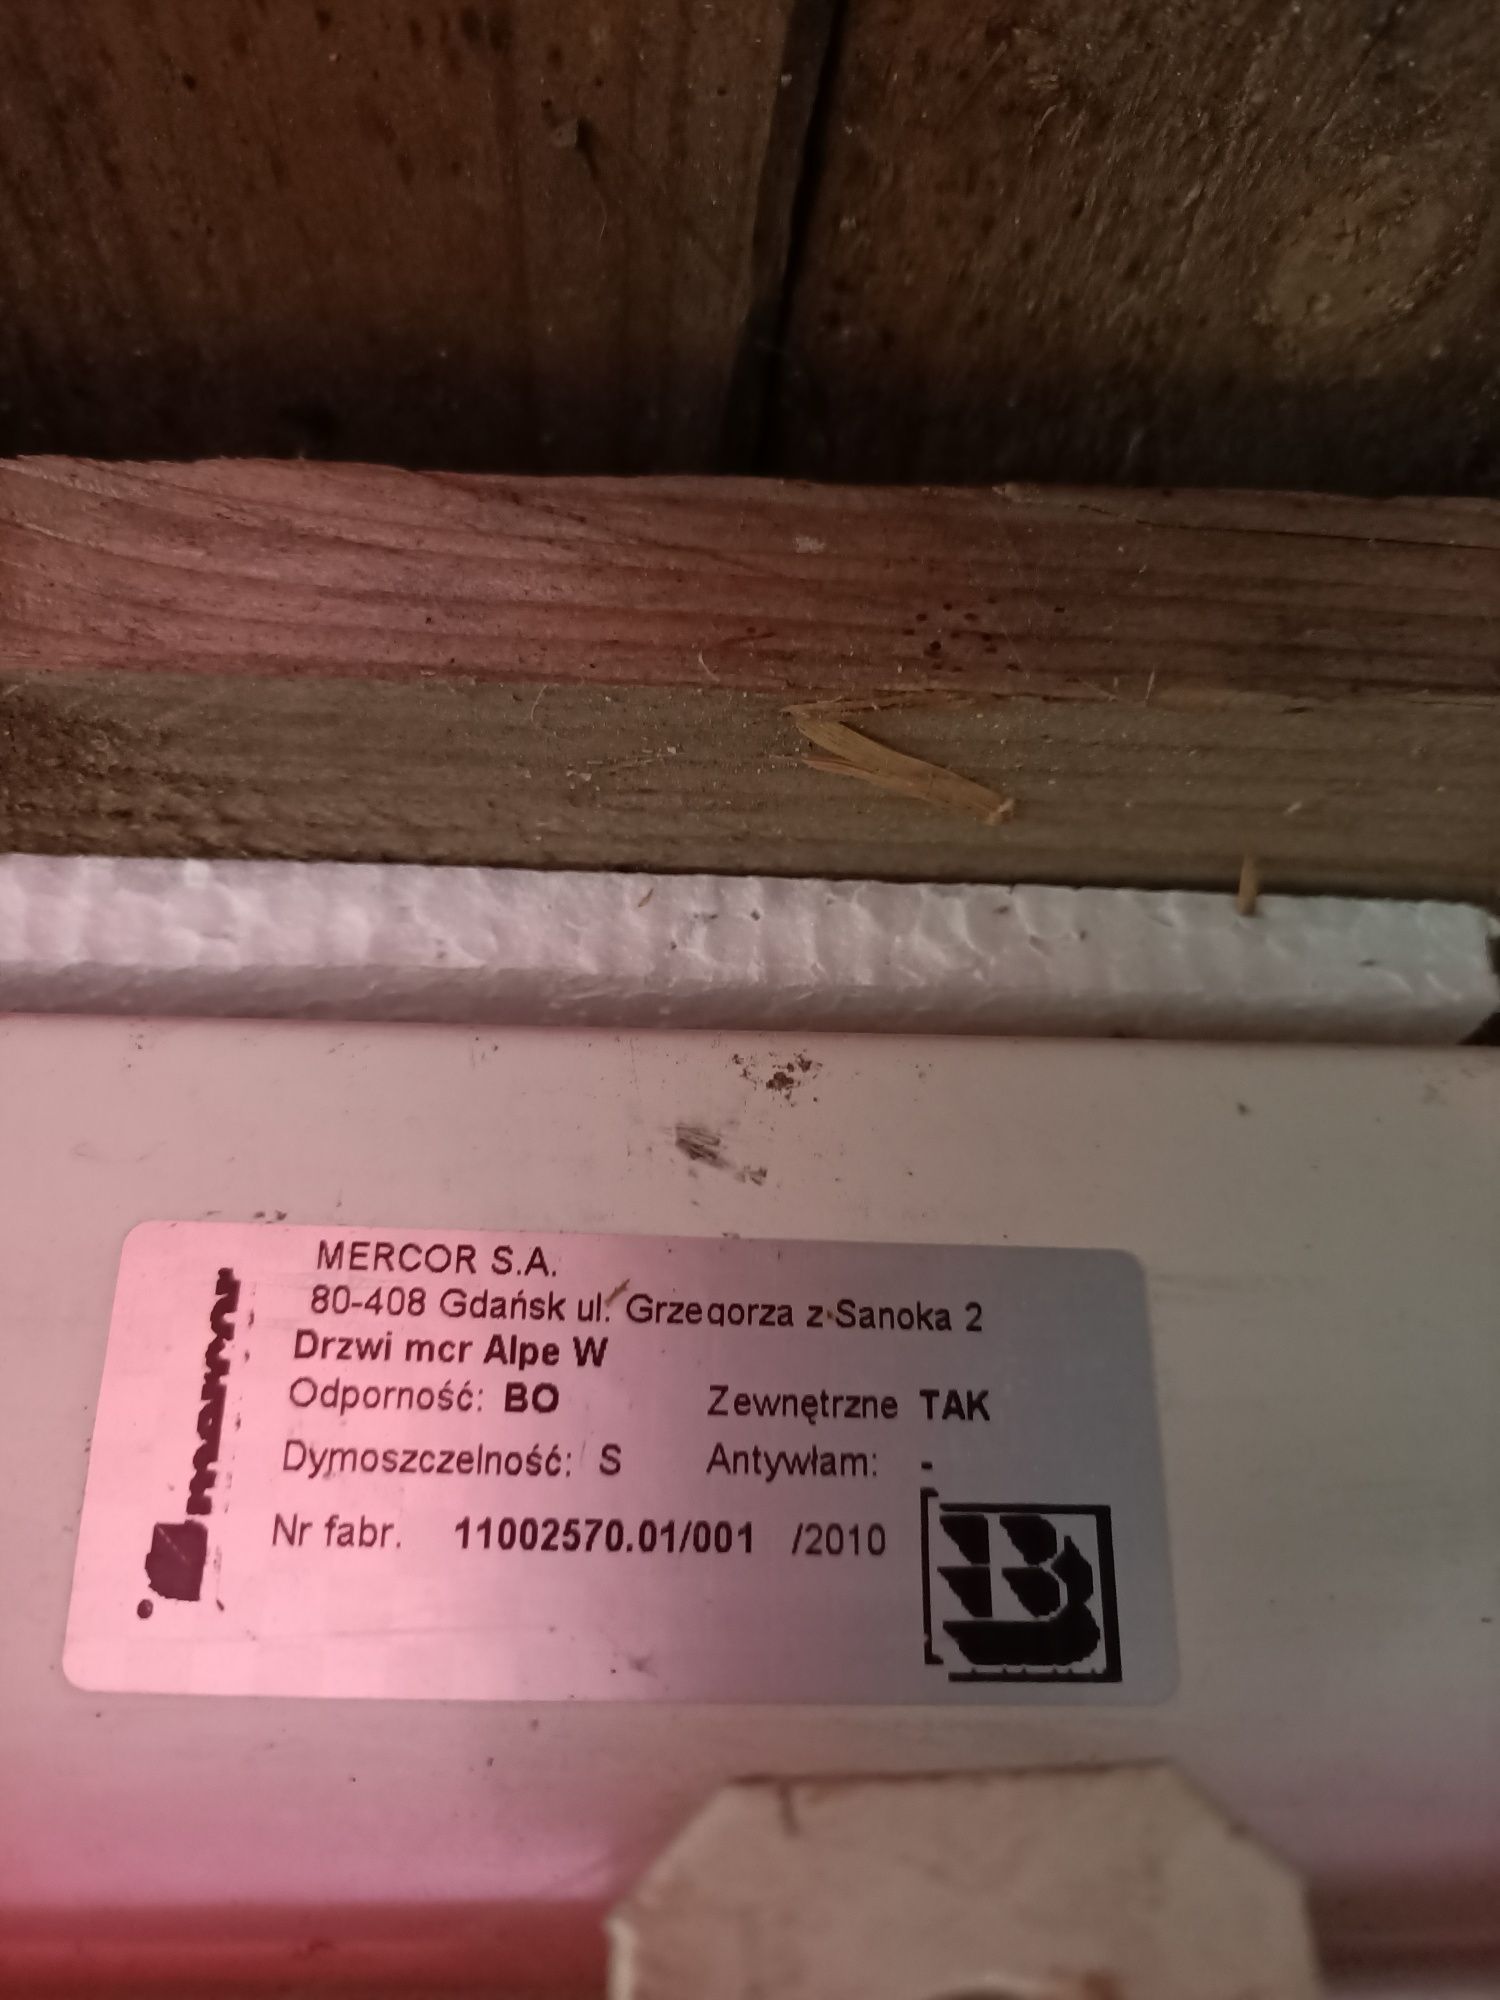 MERCOR S.A.
80-408 Gdańsk ul. Grzegorza z Sanoka 2
Drzwi mcr Alpe W
Odporność: BO Zewnętrzne TAK
Dymoszczelność: S Antywłam: -
Nr fabr. 11002570.01/001 /2010
mercor
B